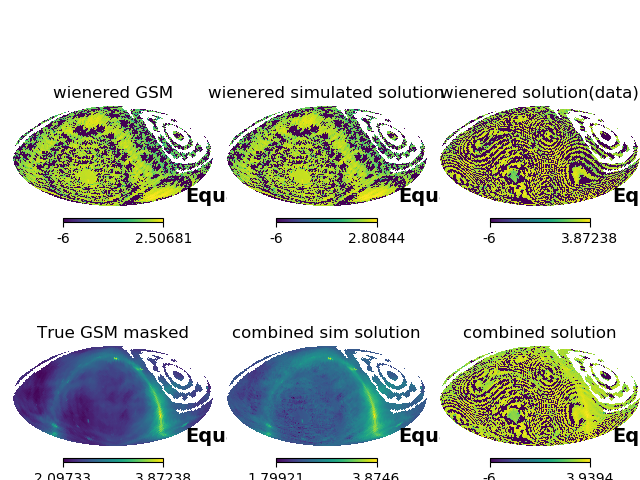 wienered GSM
wienered simulated solution
wienered solution(data)
Equ
Equ
Eq
-6 2.50681
-6 2.80844
-6 3.87238
True GSM masked
combined sim solution
combined solution
Equ
Equ
Eq
2.09733 3.87238
1.79921 3.8746
-6 3.9394